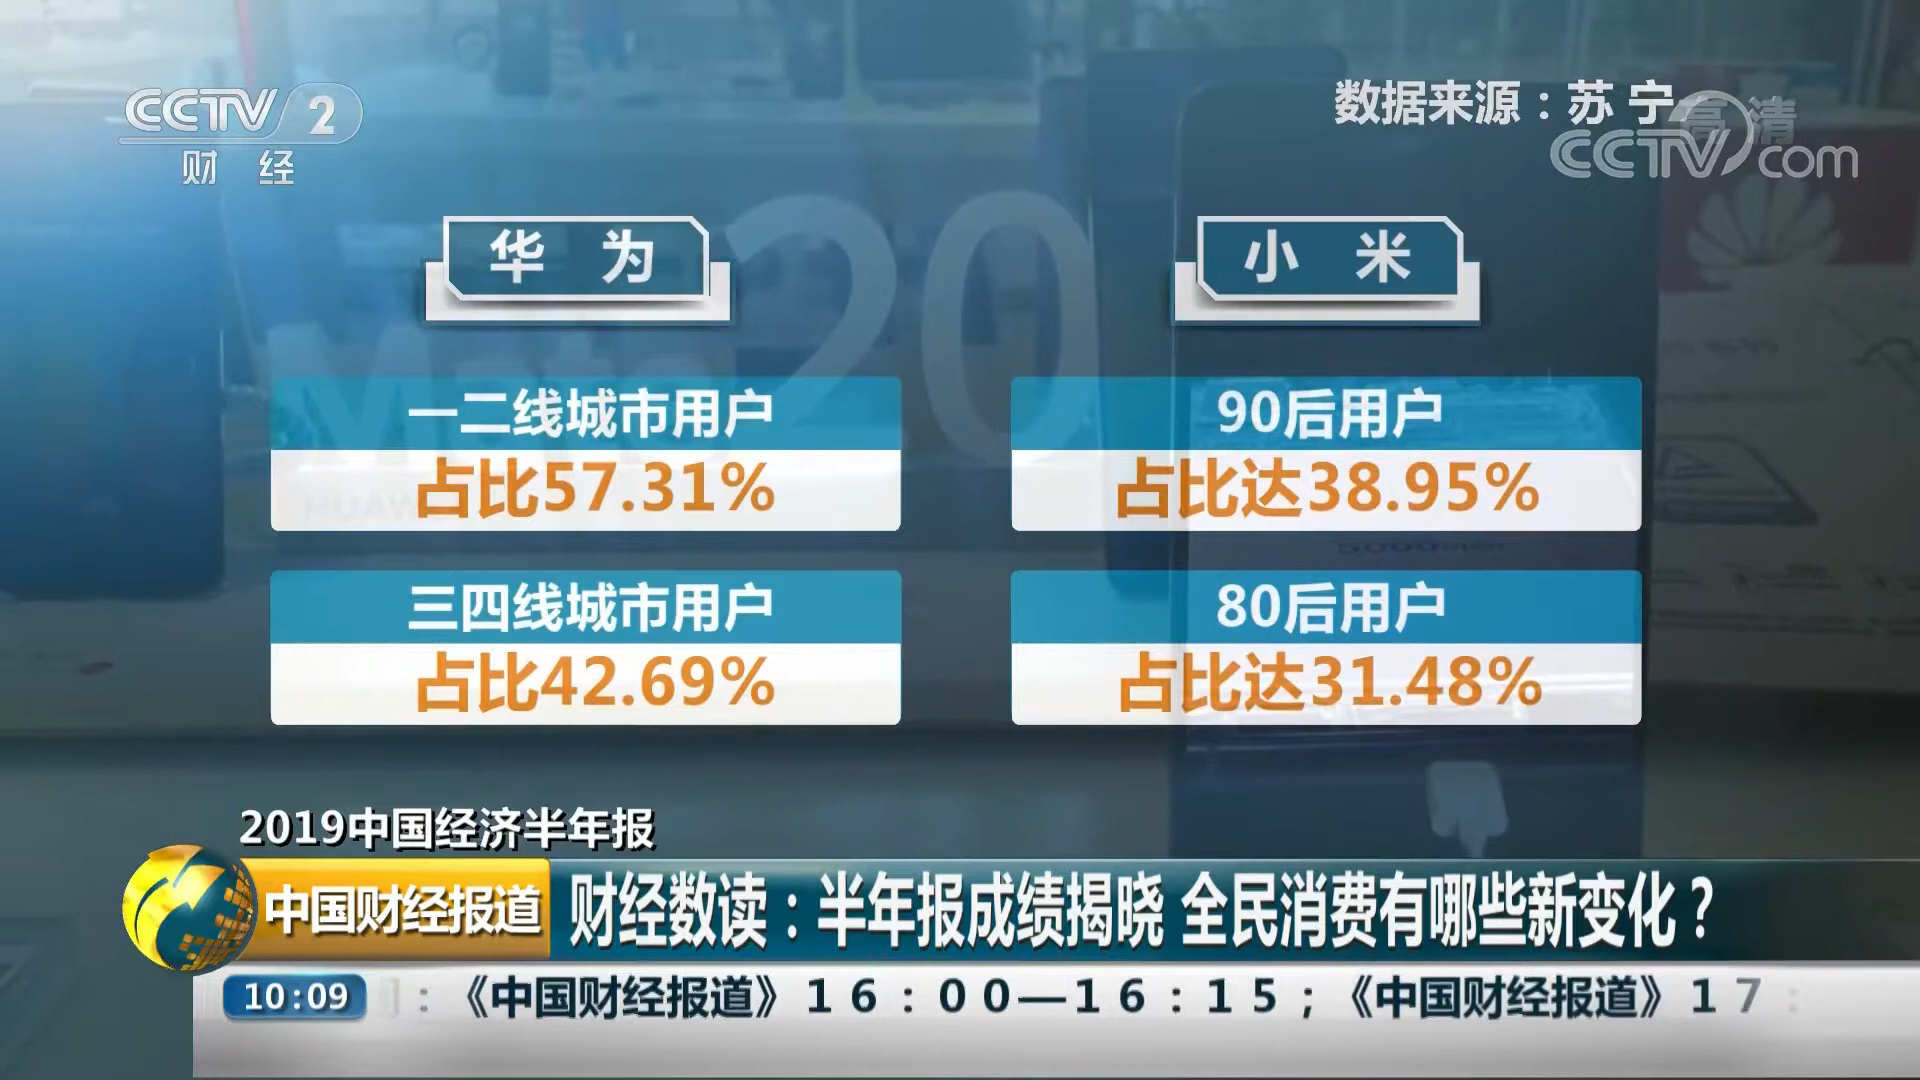 CCTV 2
财经
数据来源：苏宁
高清
CCTV.com
华为
小米
一二线城市用户
占比57.31%
90后用户
占比达38.95%
三四线城市用户
占比42.69%
80后用户
占比达31.48%
20
2019中国经济半年报
中国财经报道
财经数读：半年报成绩揭晓 全民消费有哪些新变化？
10:09
：《中国财经报道》16：00—16：15；《中国财经报道》17：